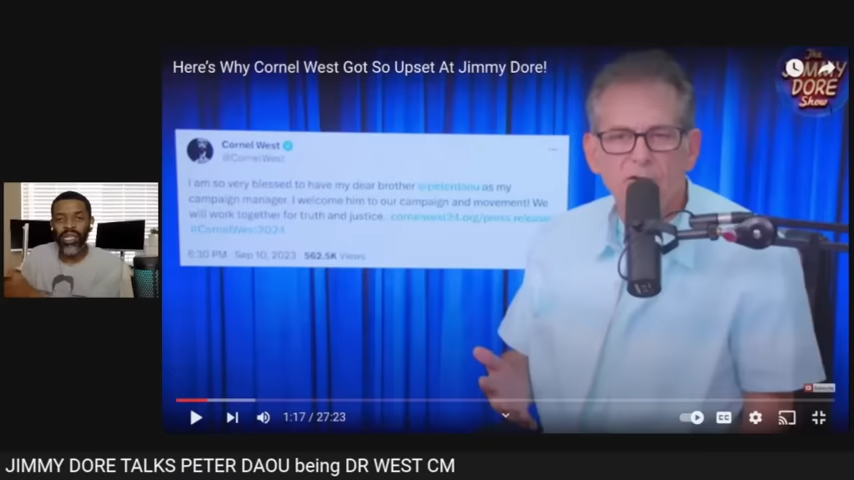 Here's Why Cornel West Got So Upset At Jimmy Dore!
The
JIMMY
DORE
Show
Cornel West
@CornelWest
I am so very blessed to have my dear brother @peterdaou as my
campaign manager. I welcome him to our campaign and movement! We
will work together for truth and justice. cornelwest24.org/press-release
#CornelWest2024
6:30 PM Sep 10, 2023 562.5K Views
Subscribe
1:17 / 27:23
CC
JIMMY DORE TALKS PETER DAOU being DR WEST CM